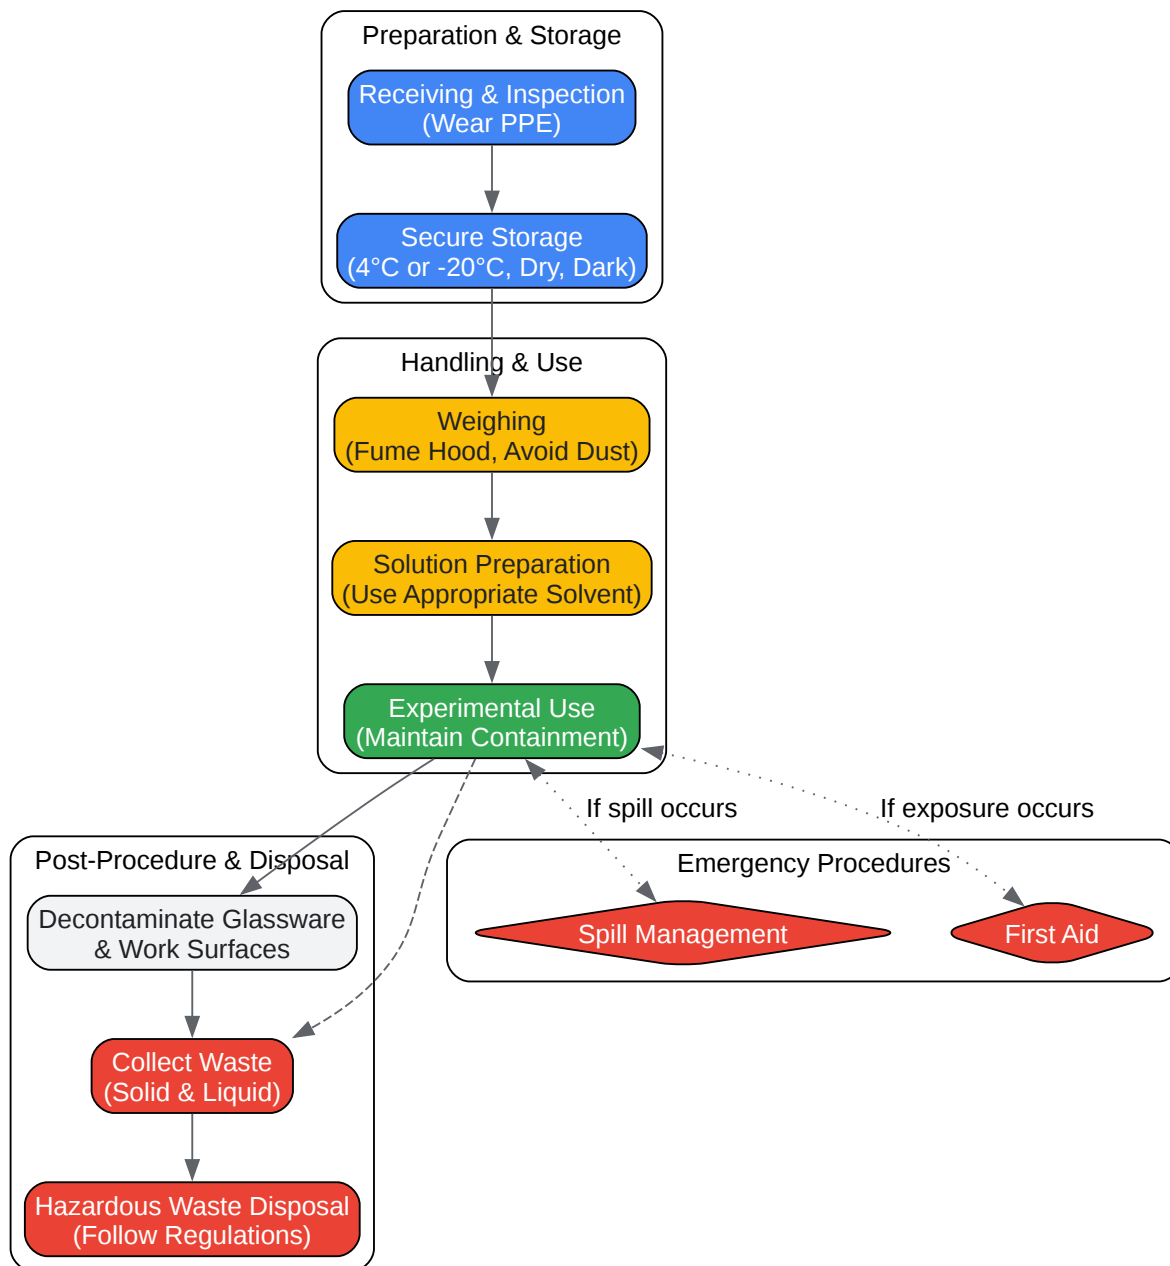 Preparation & Storage
Receiving & Inspection
(Wear PPE)
Secure Storage
(4°C or -20°C, Dry, Dark)
Handling & Use
Weighing
(Fume Hood, Avoid Dust)
Solution Preparation
(Use Appropriate Solvent)
Experimental Use
(Maintain Containment)
If spill occurs
If exposure occurs
Post-Procedure & Disposal
Decontaminate Glassware
& Work Surfaces
Collect Waste
(Solid & Liquid)
Hazardous Waste Disposal
(Follow Regulations)
Emergency Procedures
Spill Management
First Aid